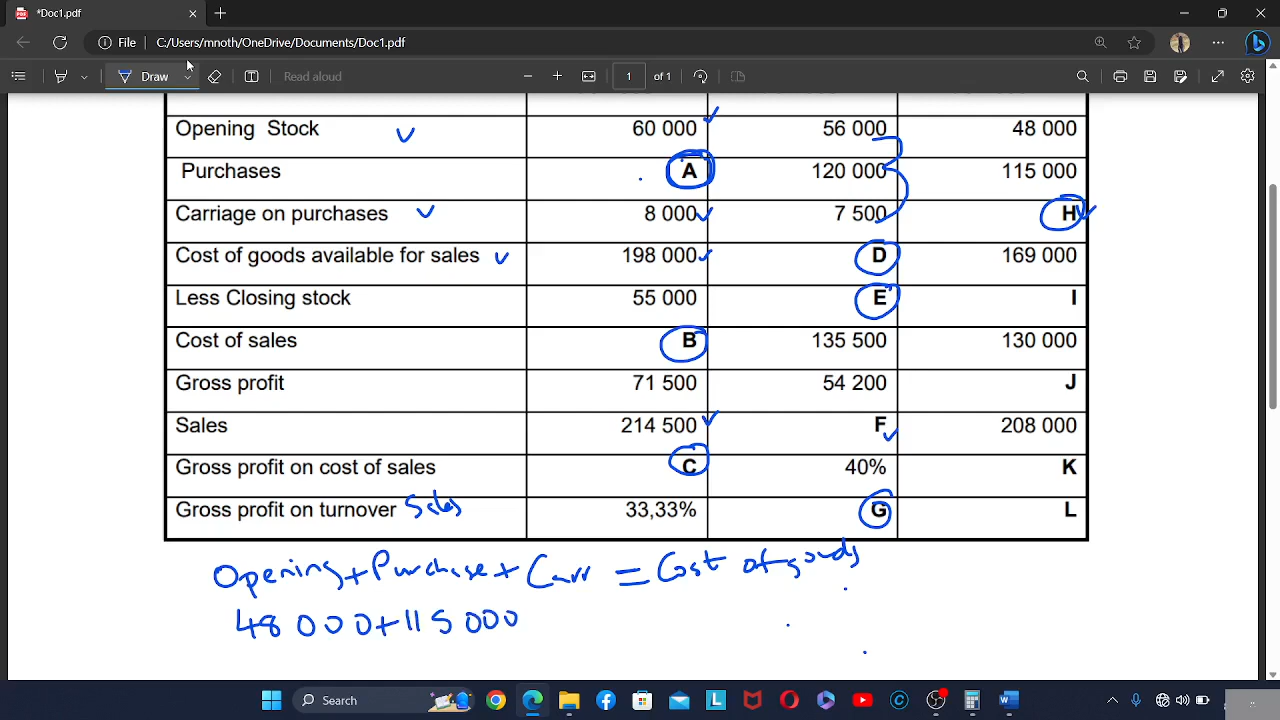 *Doc1.pdf
File C:/Users/mnoth/OneDrive/Documents/Doc1.pdf
Draw Read aloud 1 of 1
Opening Stock 60 000 56 000 48 000
Purchases A 120 000 115 000
Carriage on purchases 8 000 7 500 H
Cost of goods available for sales 198 000 D 169 000
Less Closing stock 55 000 E I
Cost of sales B 135 500 130 000
Gross profit 71 500 54 200 J
Sales 214 500 F 208 000
Gross profit on cost of sales C 40% K
Gross profit on turnover Sales 33,33% G L
Opening+Purchase+Carr = Cost of goods
48 000+115 000
Search